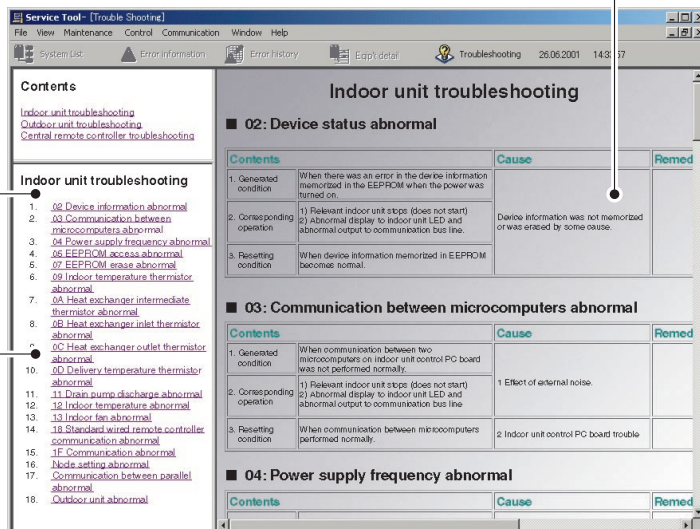 Service Tool - [Trouble Shooting]
File View Maintenance Control Communication Window Help
System List Error information Error history Eqp't detail Troubleshooting 26.06.2001 14:33:57
Contents
Indoor unit troubleshooting
Outdoor unit troubleshooting
Central remote controller troubleshooting
Indoor unit troubleshooting
1. 02 Device information abnormal
2. 03 Communication between
microcomputers abnormal
3. 04 Power supply frequency abnormal
4. 05 EEPROM access abnormal
5. 07 EEPROM erase abnormal
6. 09 Indoor temperature thermistor
abnormal
7. 0A Heat exchanger intermediate
thermistor abnormal
8. 0B Heat exchanger inlet thermistor
abnormal
0C Heat exchanger outlet thermistor
abnormal
10. 0D Delivery temperature thermistor
abnormal
11. 11 Drain pump discharge abnormal
12. 12 Indoor temperature abnormal
13. 13 Indoor fan abnormal
14. 18 Standard wired remote controller
communication abnormal
15. 1F Communication abnormal
16. Node setting abnormal
17. Communication between parallel
abnormal
18. Outdoor unit abnormal
Indoor unit troubleshooting
■ 02: Device status abnormal
Contents Cause Remed
1. Generated
condition
When there was an error in the device information
memorized in the EEPROM when the power was
turned on.
2. Corresponding
operation
1) Relevant indoor unit stops (does not start)
2) Abnormal display to indoor unit LED and
abnormal output to communication bus line.
3. Resetting
condition
When device information memorized in EEPROM
becomes normal.
Device information was not memorized
or was erased by some cause.
■ 03: Communication between microcomputers abnormal
Contents Cause Remed
1. Generated
condition
When communication between two
microcomputers on indoor unit control PC board
was not performed normally.
2. Corresponding
operation
1) Relevant indoor unit stops (does not start)
2) Abnormal display to indoor unit LED and
abnormal output to communication bus line
1 Effect of external noise.
3. Resetting
condition
When communication between microcomputers
performed normally.
2 Indoor unit control PC board trouble
■ 04: Power supply frequency abnormal
Contents Cause Remed